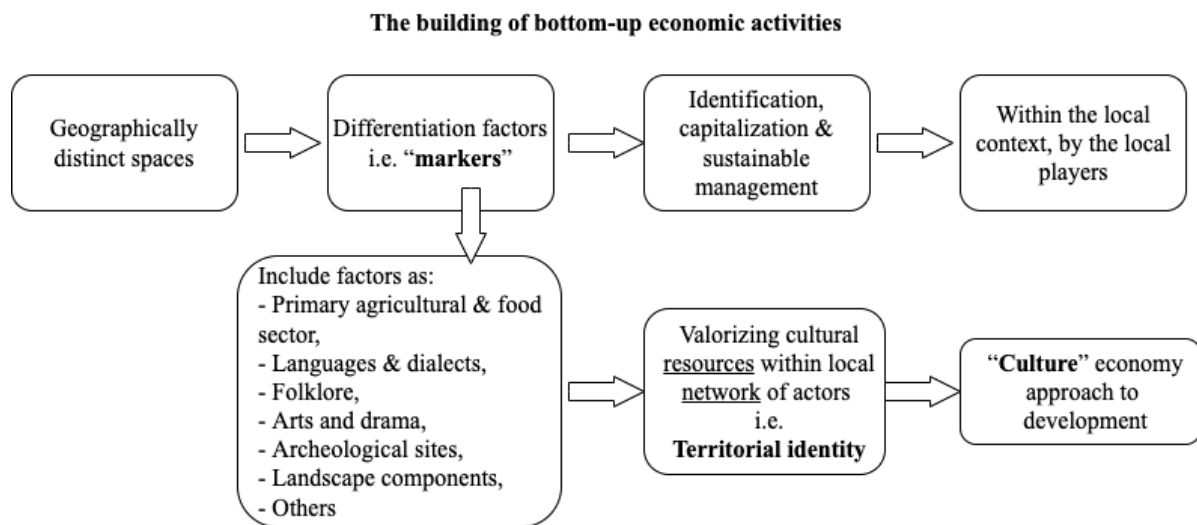 The building of bottom-up economic activities
Geographically
distinct spaces
Differentiation factors
i.e. “markers”
Identification,
capitalization &
sustainable
management
Within the local
context, by the local
players
Include factors as:
- Primary agricultural & food
sector,
- Languages & dialects,
- Folklore,
- Arts and drama,
- Archeological sites,
- Landscape components,
- Others
Valorizing cultural
resources within local
network of actors
i.e.
Territorial identity
“Culture” economy
approach to
development